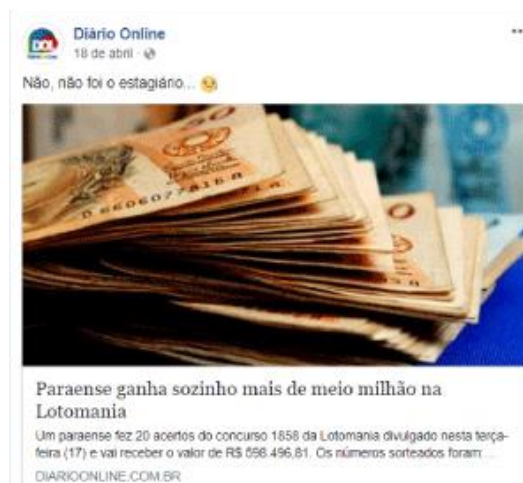 Diário Online
18 de abril
Não, não foi o estagiário...
50
D6606077816A
Paraense ganha sozinho mais de meio milhão na
Lotomania
Um paraense fez 20 acertos do concurso 1858 da Lotomania divulgado nesta terça-
feira (17) e vai receber o valor de R$ 598.496,81. Os números sorteados foram:...
DIARIOONLINE.COM.BR